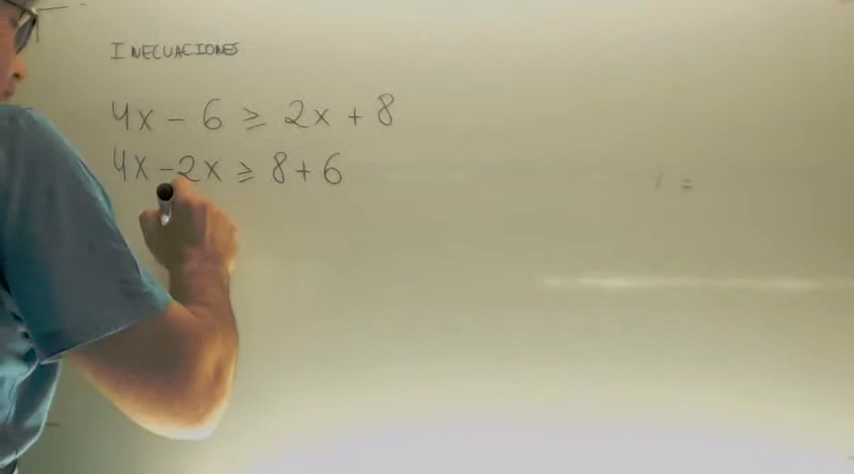 INECUACIONES
4x - 6 ≥ 2x + 8
4x - 2x ≥ 8 + 6